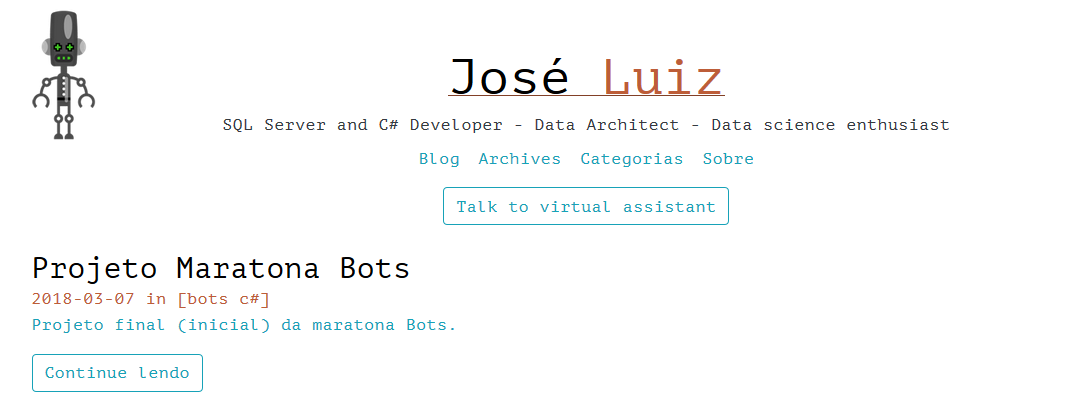 José Luiz
SQL Server and C# Developer - Data Architect - Data science enthusiast
Blog Archives Categorias Sobre
Talk to virtual assistant
Projeto Maratona Bots
2018-03-07 in [bots c#]
Projeto final (inicial) da maratona Bots.
Continue lendo